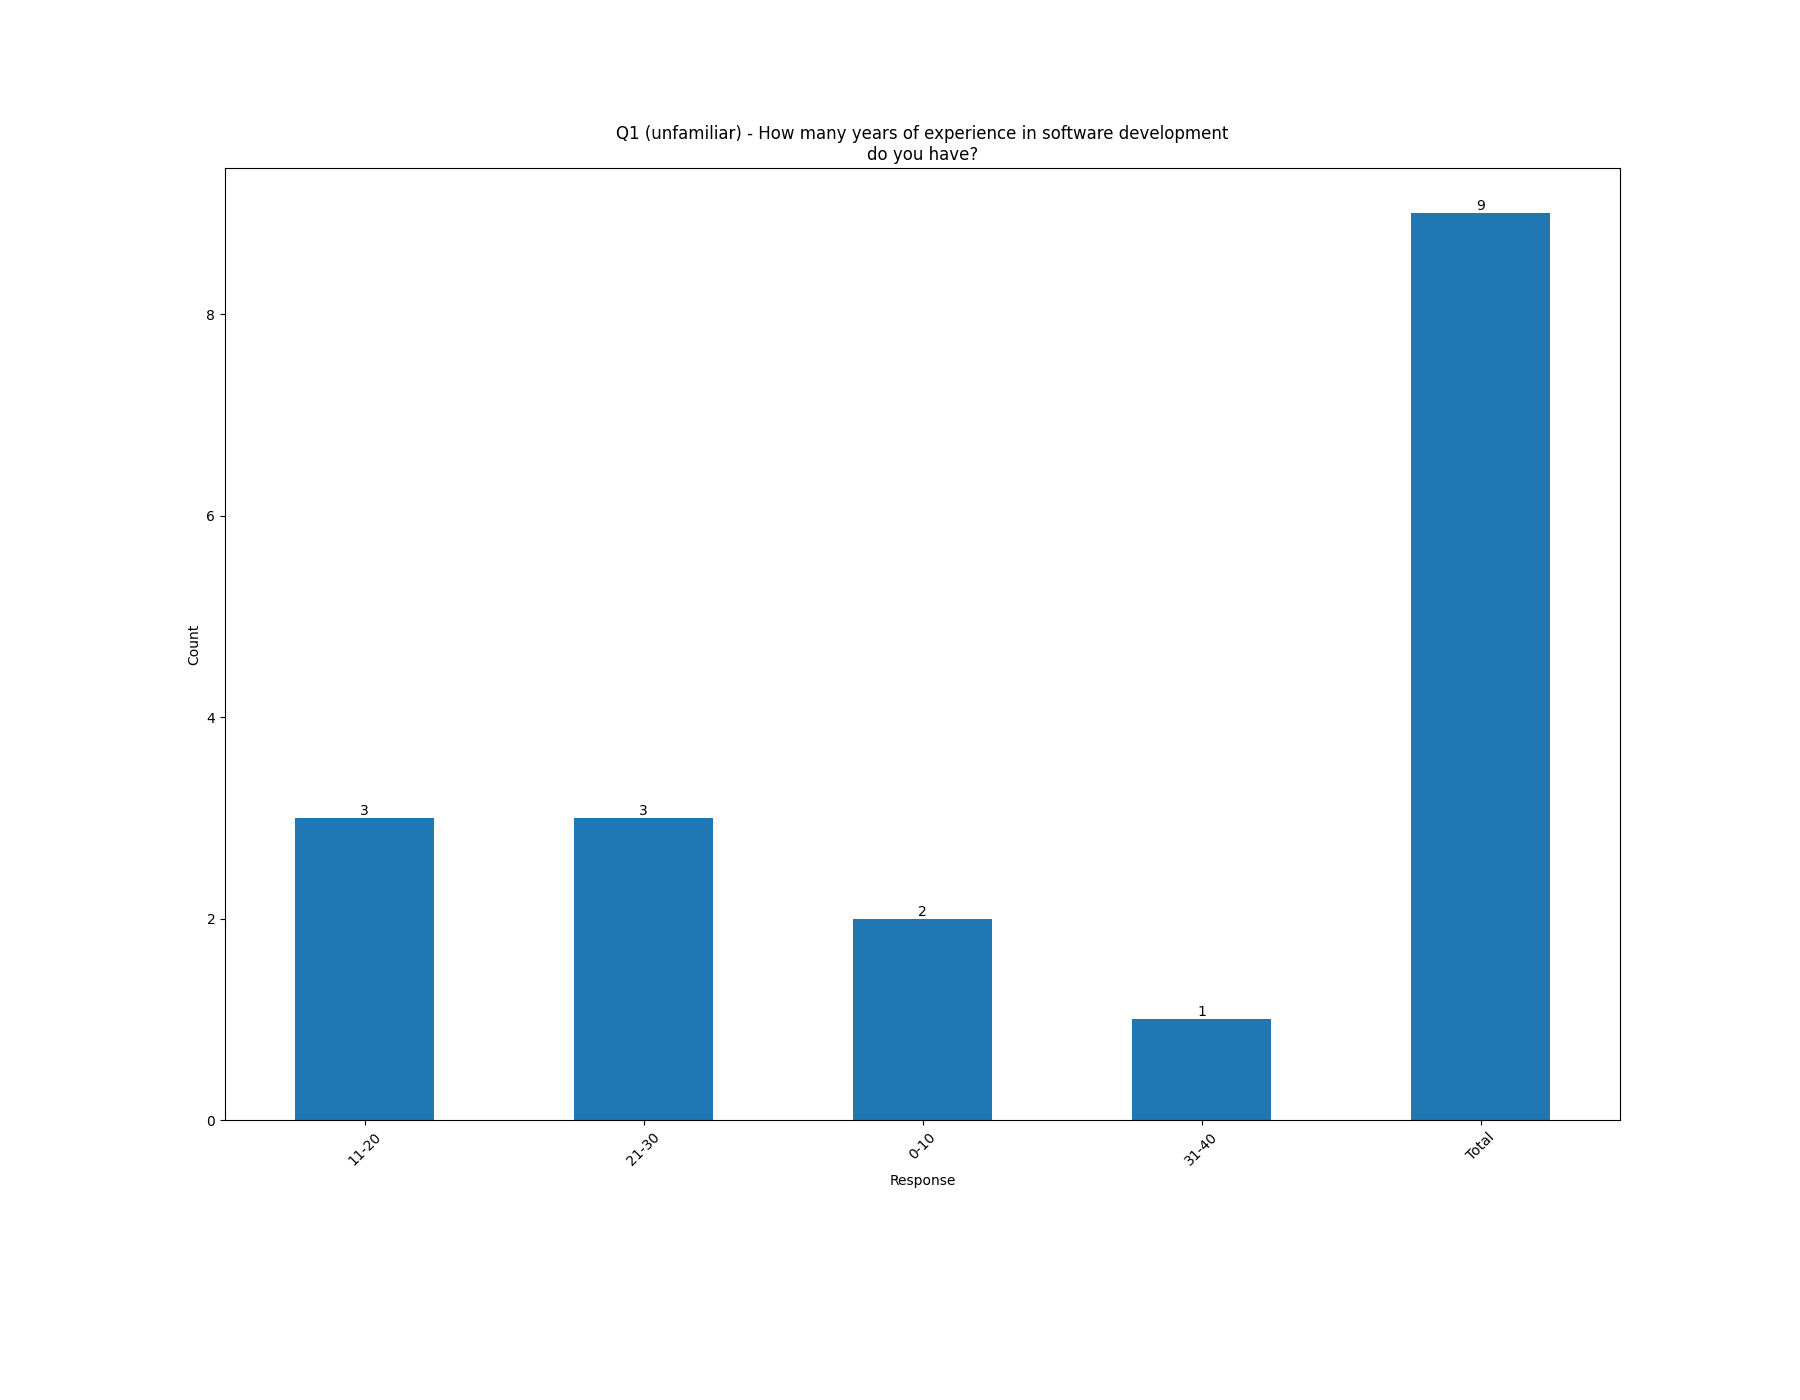 Q1 (unfamiliar) - How many years of experience in software development
do you have?
9
8
6
Count
4
3
3
2
2
1
0
11-20
21-30
0-10
31-40
Total
Response